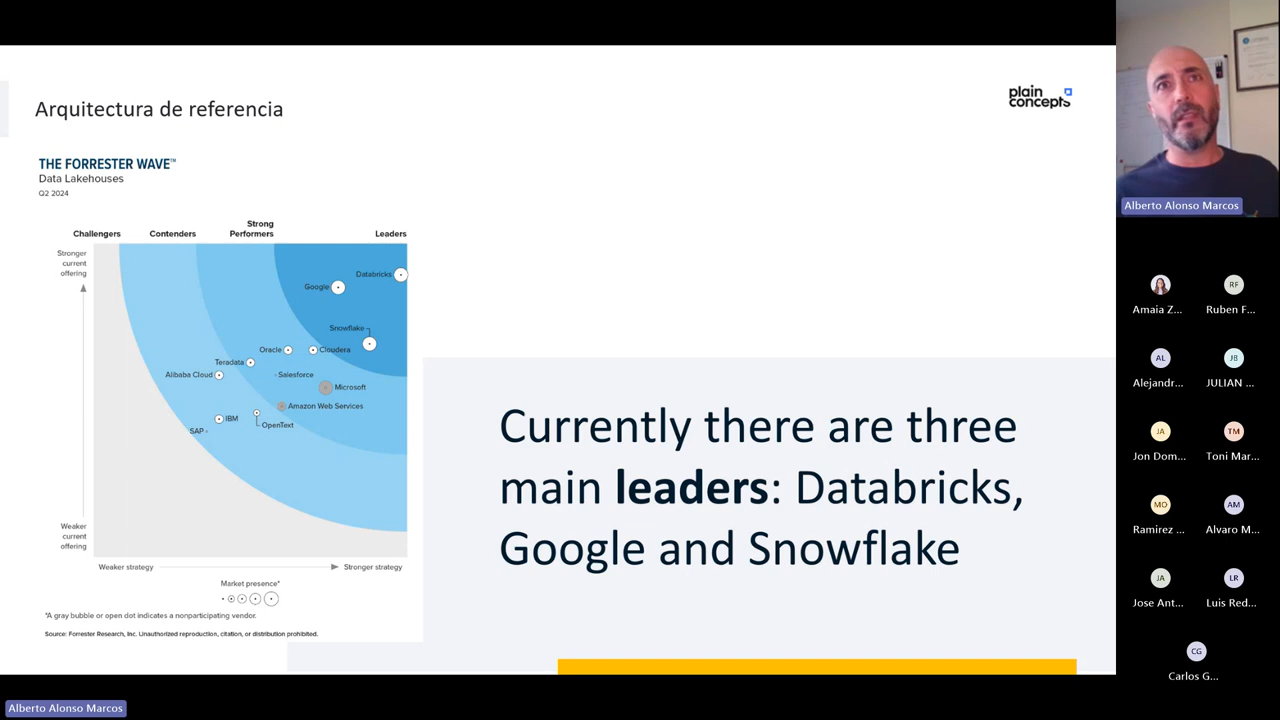 Arquitectura de referencia
plain
concepts
THE FORRESTER WAVE™
Data Lakehouses
Q2 2024
Challengers
Contenders
Strong
Performers
Leaders
Stronger
current
offering
Databricks
Google
Snowflake
Oracle
Cloudera
Teradata
Alibaba Cloud
Salesforce
Microsoft
Amazon Web Services
IBM
OpenText
SAP
Weaker
current
offering
Weaker strategy
Stronger strategy
Market presence*
*A gray bubble or open dot indicates a nonparticipating vendor.
Source: Forrester Research, Inc. Unauthorized reproduction, citation, or distribution prohibited.
Currently there are three
main leaders: Databricks,
Google and Snowflake
Alberto Alonso Marcos
Amaia Z...
RF
Ruben F...
AL
Alejandr...
JB
JULIAN ...
JA
Jon Dom...
TM
Toni Mar...
MO
Ramirez ...
AM
Alvaro M...
JA
Jose Ant...
LR
Luis Red...
CG
Carlos G...
Alberto Alonso Marcos